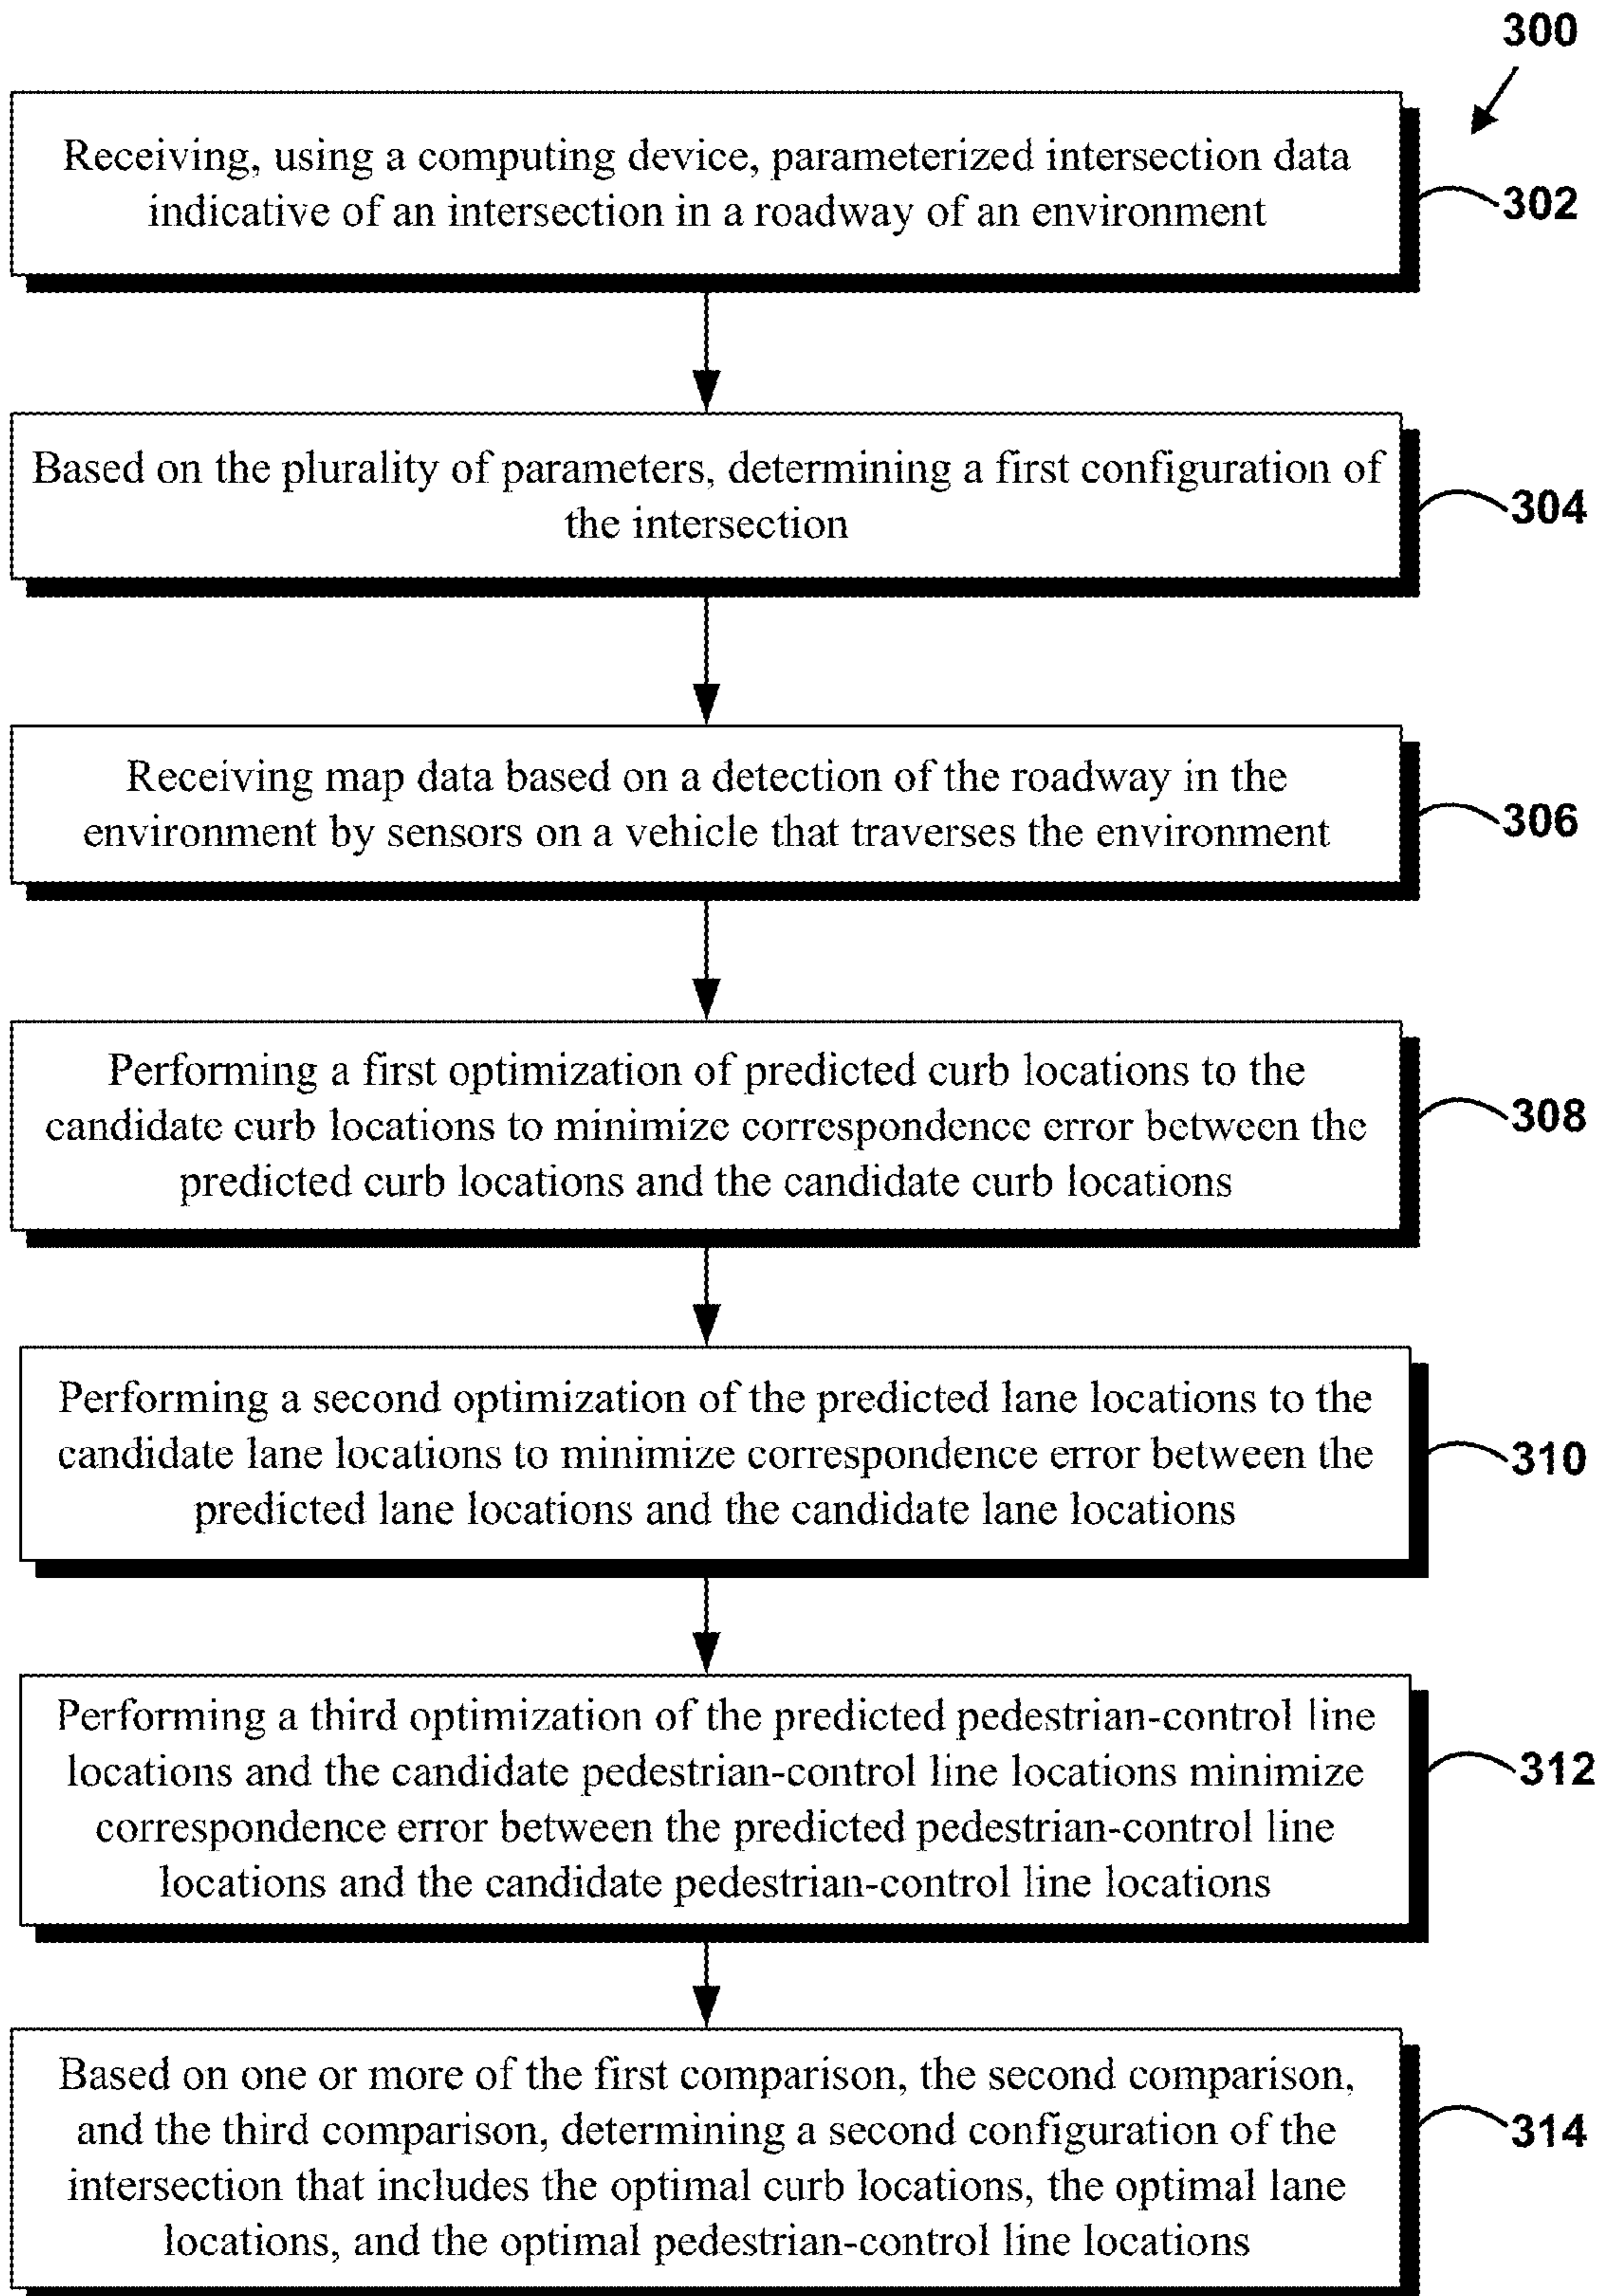 300
Receiving, using a computing device, parameterized intersection data
indicative of an intersection in a roadway of an environment
302
Based on the plurality of parameters, determining a first configuration of
the intersection
304
Receiving map data based on a detection of the roadway in the
environment by sensors on a vehicle that traverses the environment
306
Performing a first optimization of predicted curb locations to the
candidate curb locations to minimize correspondence error between the
predicted curb locations and the candidate curb locations
308
Performing a second optimization of the predicted lane locations to the
candidate lane locations to minimize correspondence error between the
predicted lane locations and the candidate lane locations
310
Performing a third optimization of the predicted pedestrian-control line
locations and the candidate pedestrian-control line locations minimize
correspondence error between the predicted pedestrian-control line
locations and the candidate pedestrian-control line locations
312
Based on one or more of the first comparison, the second comparison,
and the third comparison, determining a second configuration of the
intersection that includes the optimal curb locations, the optimal lane
locations, and the optimal pedestrian-control line locations
314